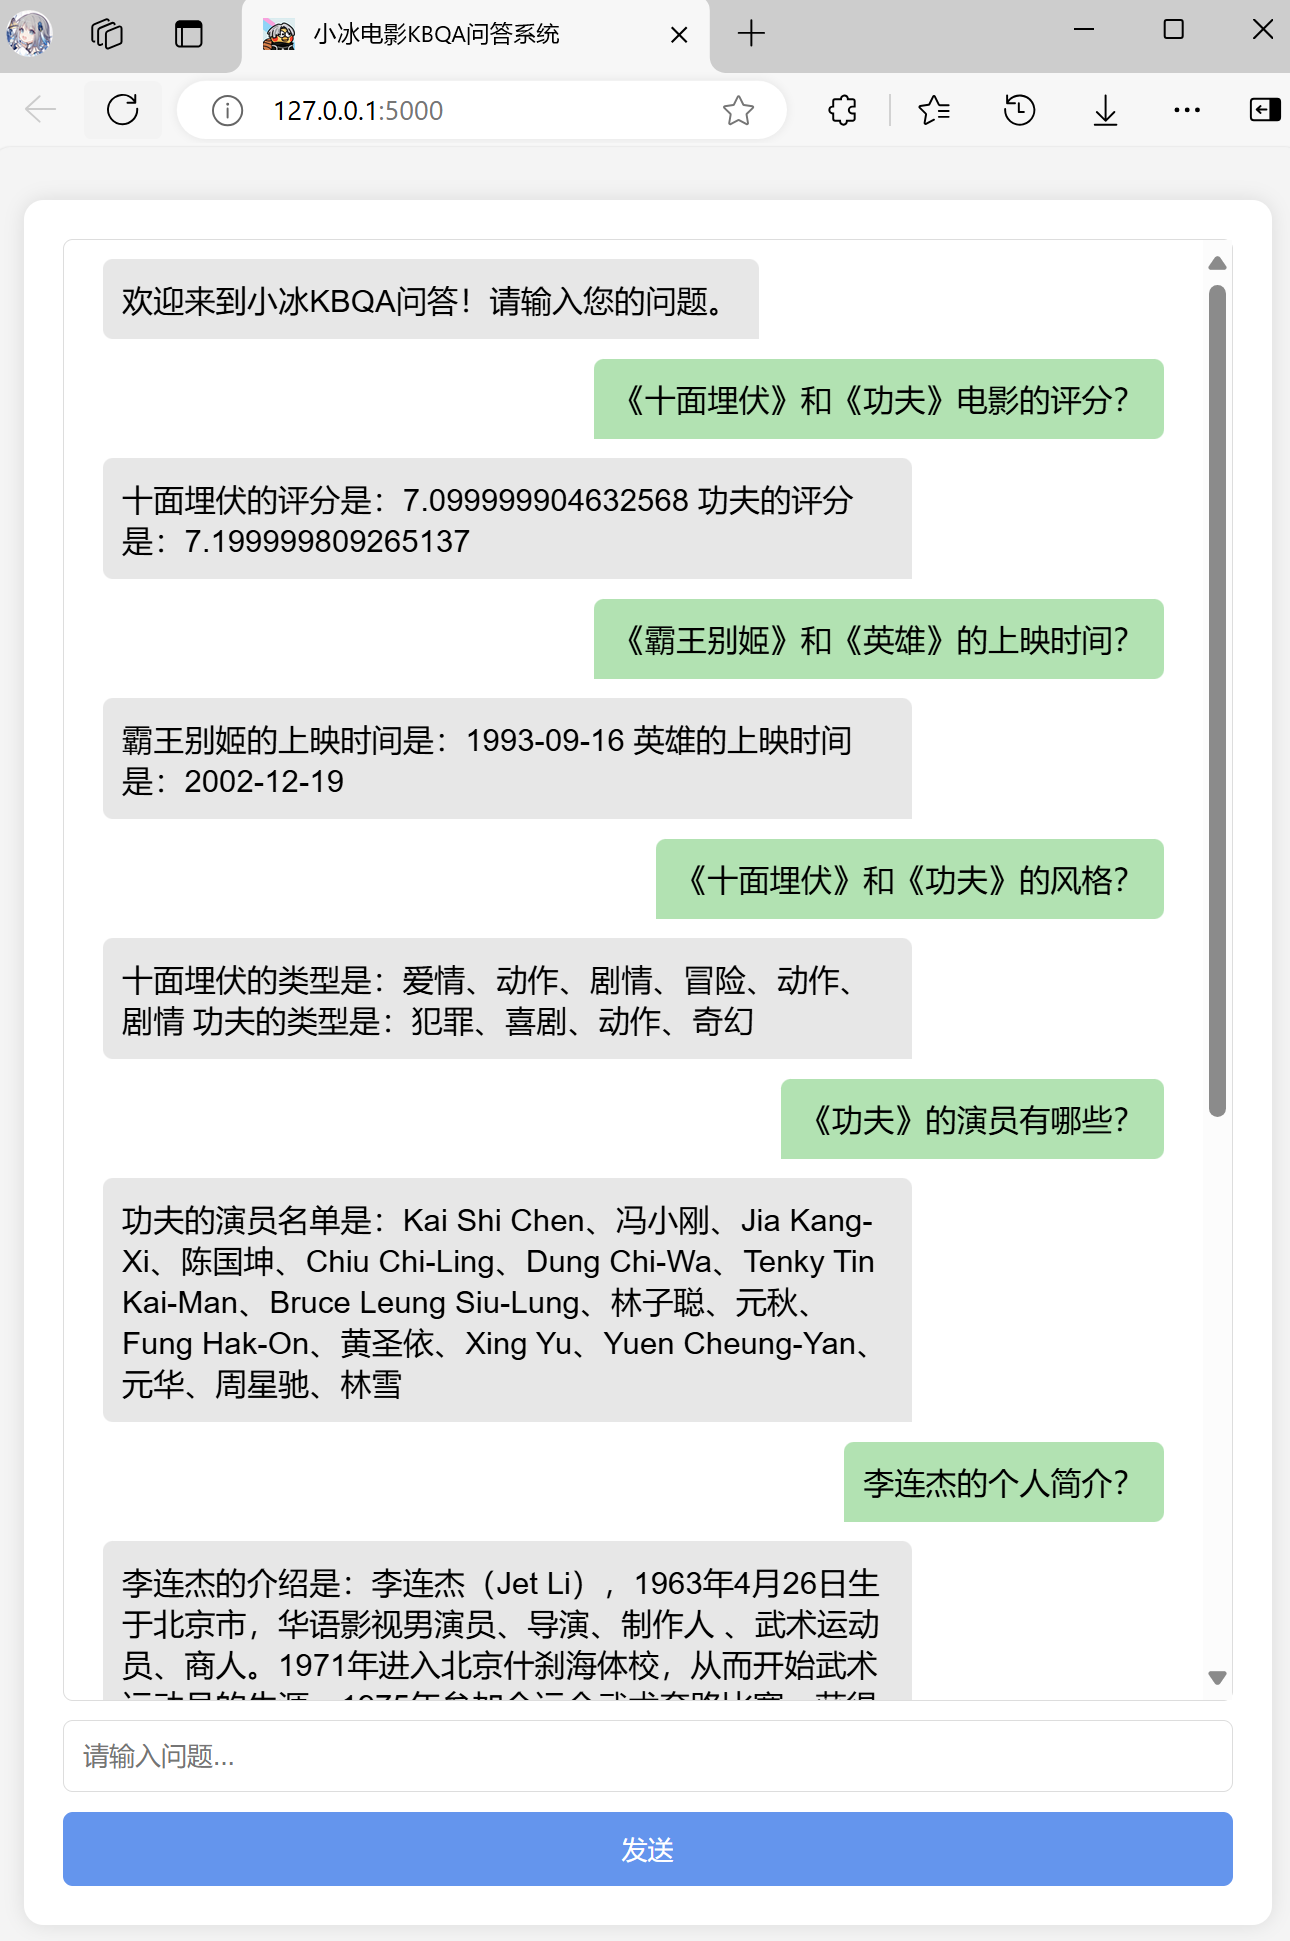 小冰电影KBQA问答系统
127.0.0.1:5000
欢迎来到小冰KBQA问答！请输入您的问题。
《十面埋伏》和《功夫》电影的评分？
十面埋伏的评分是：7.099999904632568 功夫的评分
是：7.199999809265137
《霸王别姬》和《英雄》的上映时间？
霸王别姬的上映时间是：1993-09-16 英雄的上映时间
是：2002-12-19
《十面埋伏》和《功夫》的风格？
十面埋伏的类型是：爱情、动作、剧情、冒险、动作、
剧情 功夫的类型是：犯罪、喜剧、动作、奇幻
《功夫》的演员有哪些？
功夫的演员名单是：Kai Shi Chen、冯小刚、Jia Kang-
Xi、陈国坤、Chiu Chi-Ling、Dung Chi-Wa、Tenky Tin
Kai-Man、Bruce Leung Siu-Lung、林子聪、元秋、
Fung Hak-On、黄圣依、Xing Yu、Yuen Cheung-Yan、
元华、周星驰、林雪
李连杰的个人简介？
李连杰的介绍是：李连杰（Jet Li），1963年4月26日生
于北京市，华语影视男演员、导演、制作人 、武术运动
员、商人。1971年进入北京什刹海体校，从而开始武术
请输入问题...
发送